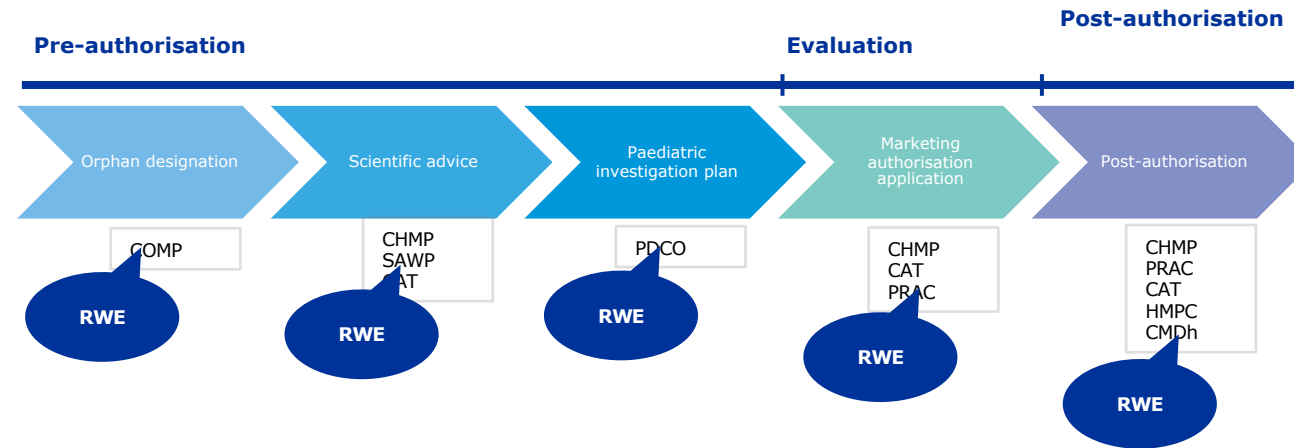 Post-authorisation
Pre-authorisation
Evaluation
Orphan designation
Scientific advice
Paediatric
investigation plan
Marketing
authorisation
application
Post-authorisation
COMP
RWE
CHMP
SAWP
CAT
RWE
PDCO
RWE
CHMP
CAT
PRAC
RWE
CHMP
PRAC
CAT
HMPC
CMDh
RWE